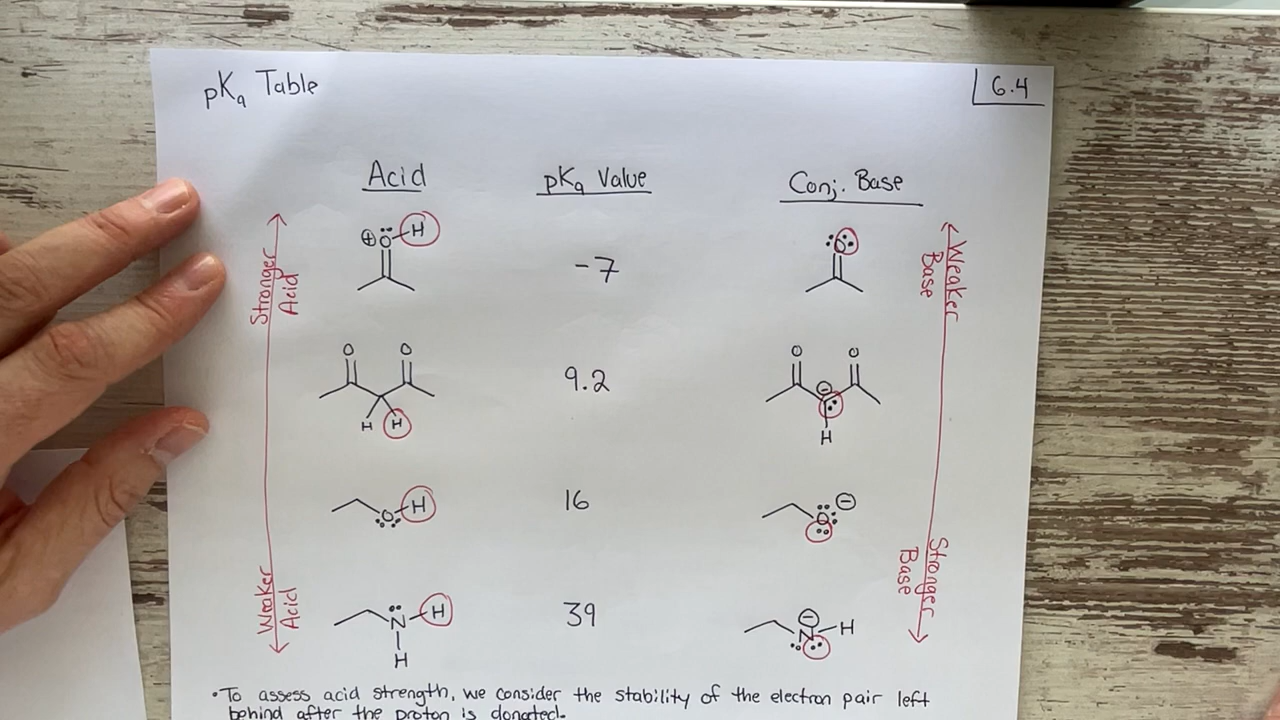 pKa Table
6.4
Acid
pKa Value
Conj. Base
Stronger Acid
Weaker Acid
Weaker Base
Stronger Base
⊕ O H
-7
O
O O
H H
9.2
O O
⊖
H
O H
16
O ⊖
N H
H
39
⊖
N H
•To assess acid strength, we consider the stability of the electron pair left
behind after the proton is donated.